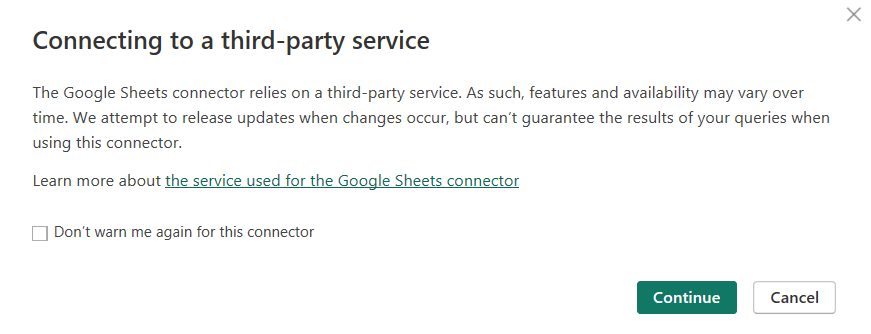 Connecting to a third-party service
The Google Sheets connector relies on a third-party service. As such, features and availability may vary over
time. We attempt to release updates when changes occur, but can't guarantee the results of your queries when
using this connector.
Learn more about the service used for the Google Sheets connector
Don't warn me again for this connector
Continue
Cancel